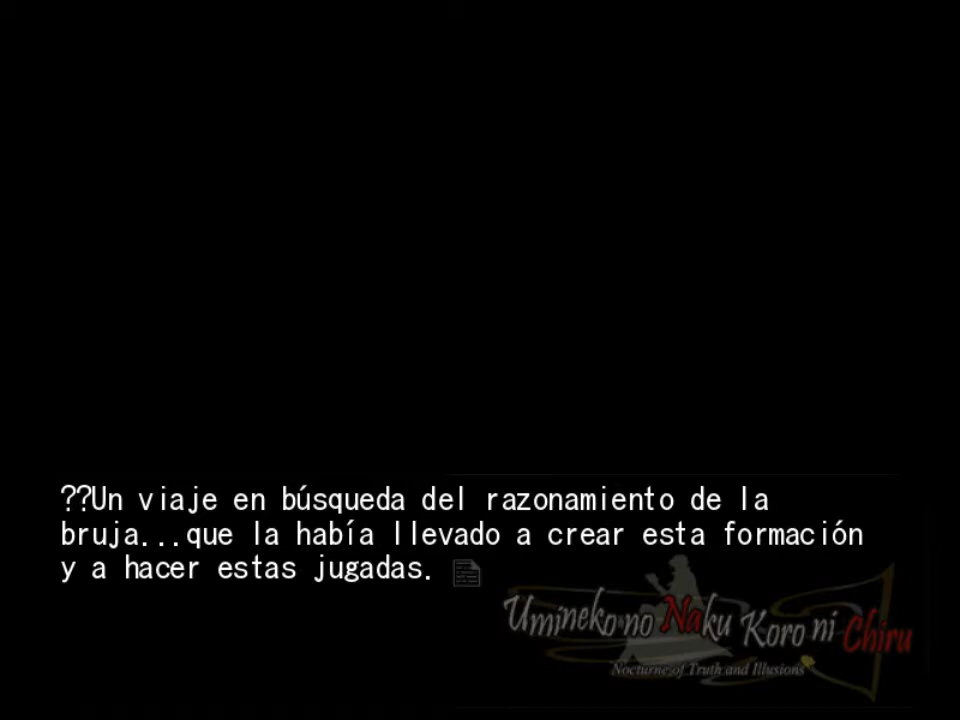 ??Un viaje en búsqueda del razonamiento de la
bruja...que la había llevado a crear esta formación
y a hacer estas jugadas.
Umineko no Naku Koro ni Chiru
Nocturne of Truth and Illusions